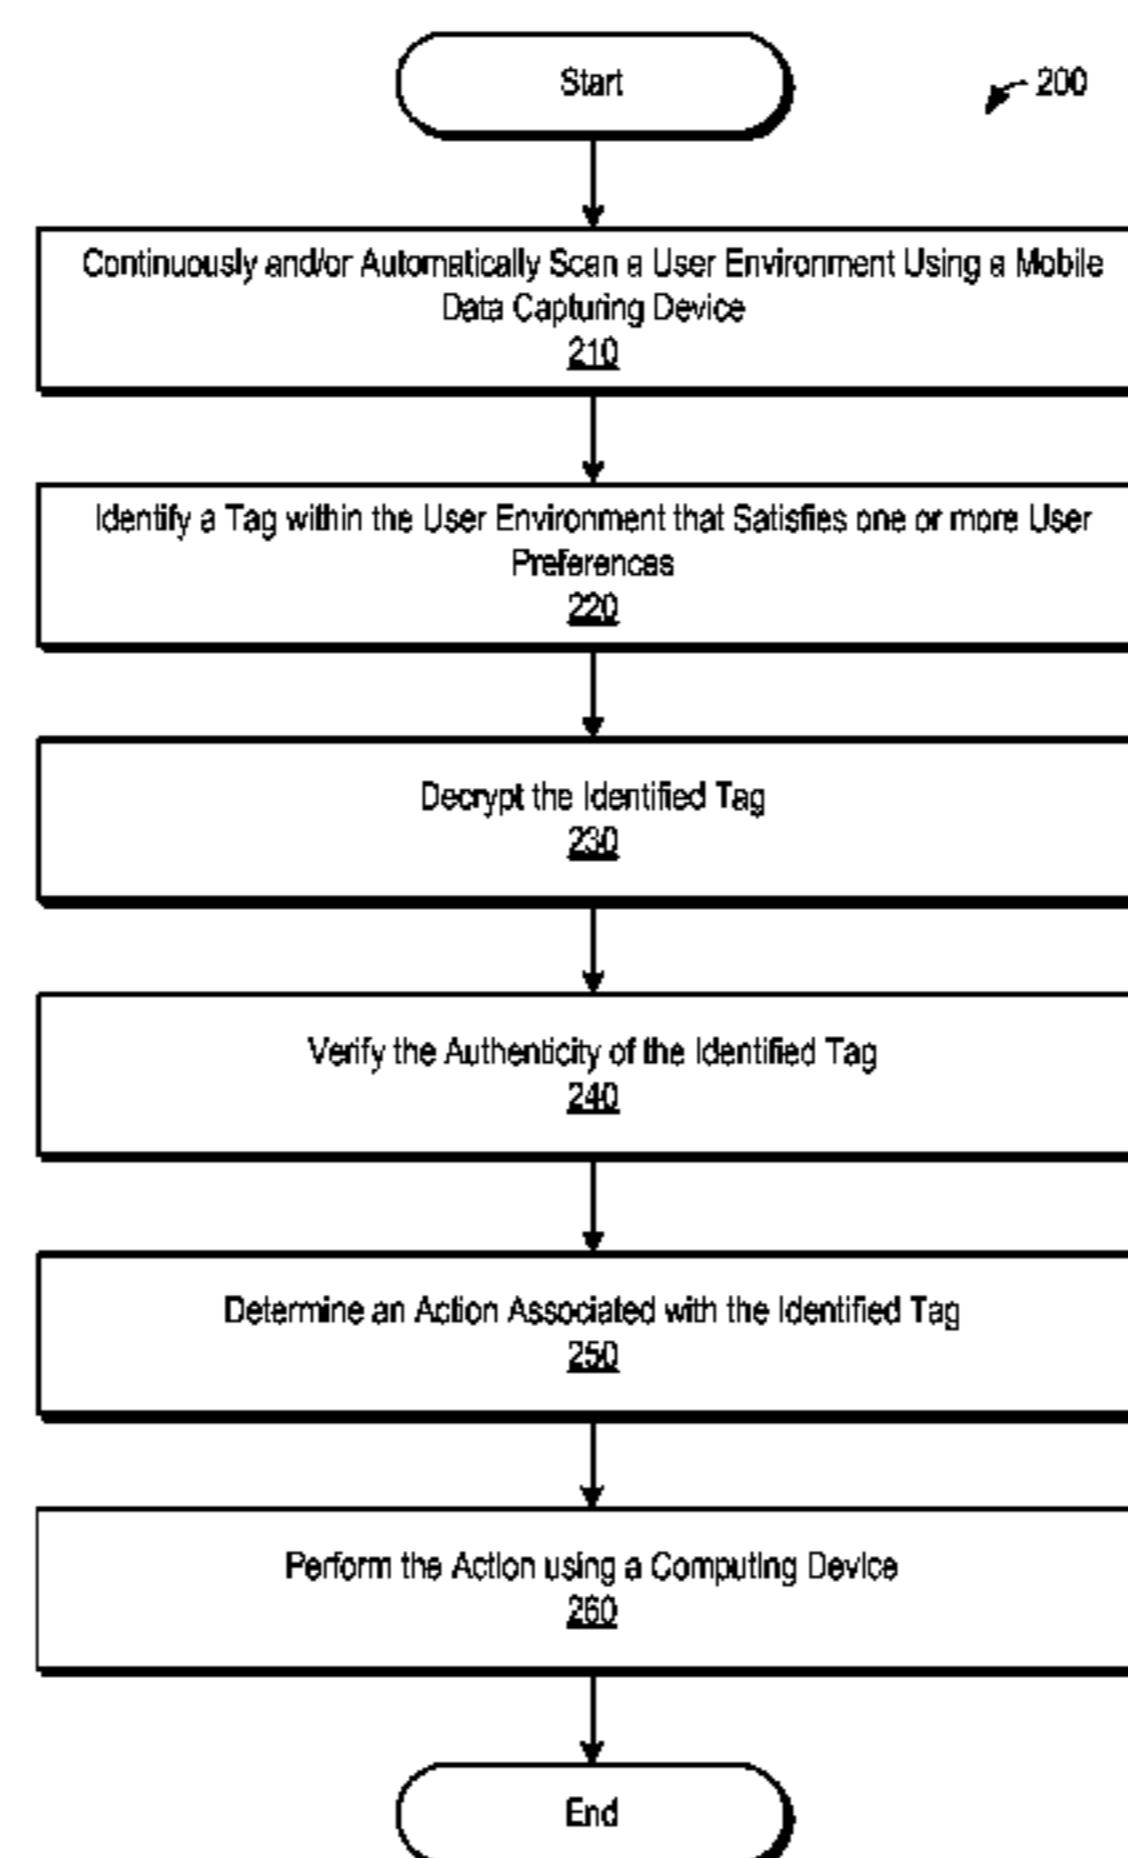 Start
200
Continuously and/or Automatically Scan a User Environment Using a Mobile
Data Capturing Device
210
Identify a Tag within the User Environment that Satisfies one or more User
Preferences
220
Decrypt the Identified Tag
230
Verify the Authenticity of the Identified Tag
240
Determine an Action Associated with the Identified Tag
250
Perform the Action using a Computing Device
260
End